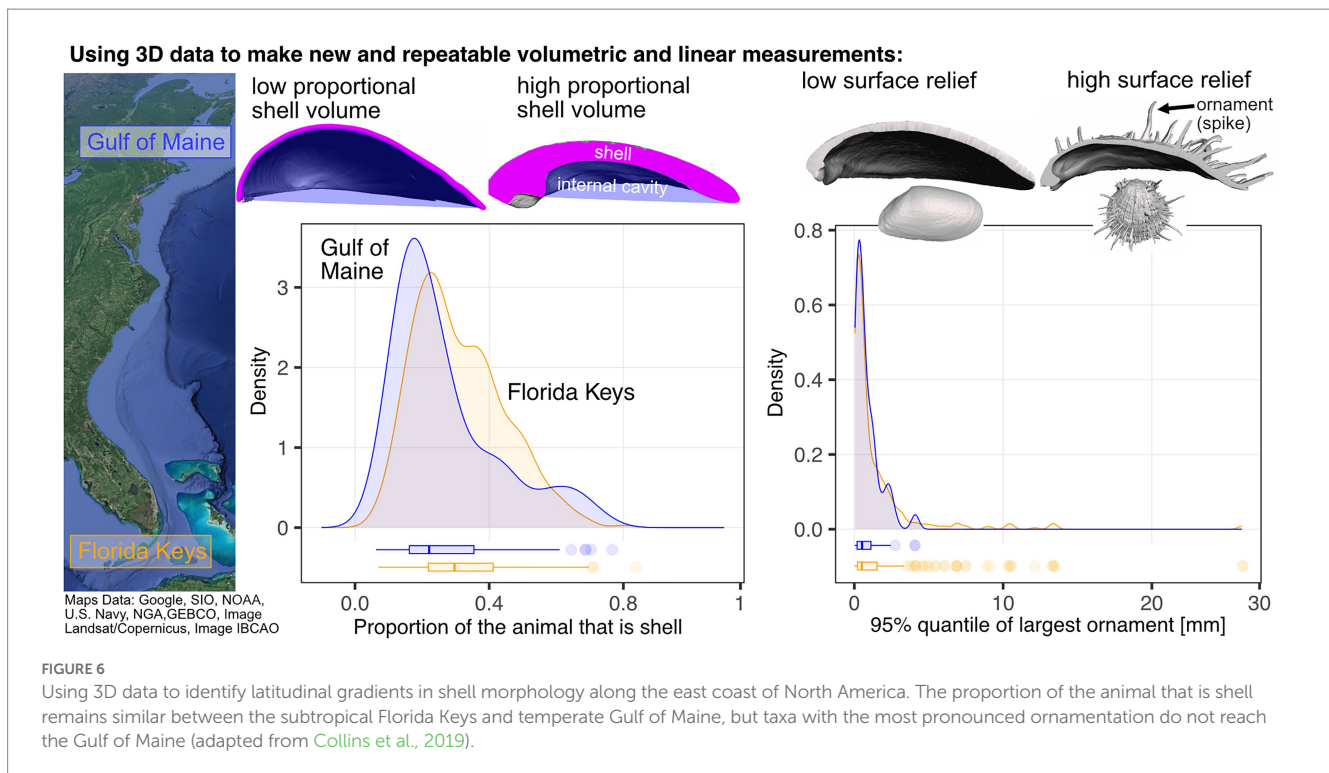 Using 3D data to make new and repeatable volumetric and linear measurements:
Gulf of Maine
Florida Keys
Maps Data: Google, SIO, NOAA,
U.S. Navy, NGA,GEBCO, Image
Landsat/Copernicus, Image IBCAO
low proportional
shell volume
high proportional
shell volume
shell
internal cavity
Gulf of
Maine
Florida Keys
Density
3
2
1
0
0.0
0.4
0.8
1
Proportion of the animal that is shell
low surface relief
high surface relief
ornament
(spike)
Density
0.8
0.6
0.4
0.2
0.0
0
10
20
30
95% quantile of largest ornament [mm]
FIGURE 6
Using 3D data to identify latitudinal gradients in shell morphology along the east coast of North America. The proportion of the animal that is shell
remains similar between the subtropical Florida Keys and temperate Gulf of Maine, but taxa with the most pronounced ornamentation do not reach
the Gulf of Maine (adapted from Collins et al., 2019).